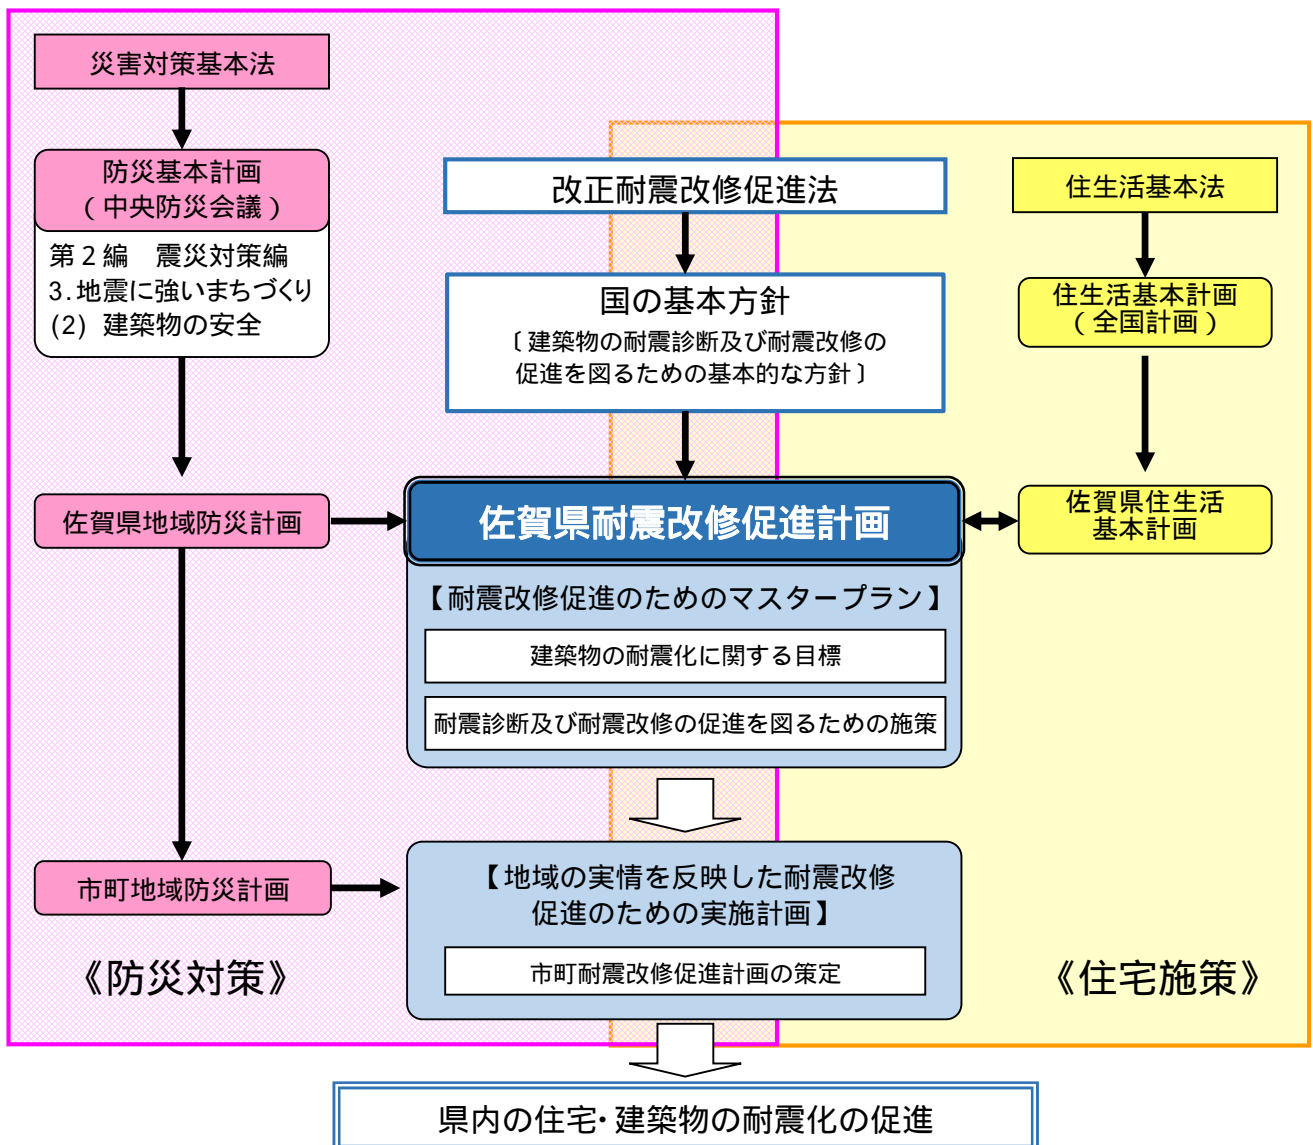 災害対策基本法
防災基本計画
(中央防災会議)
第2編　震災対策編
3.地震に強いまちづくり
(2) 建築物の安全
佐賀県地域防災計画
市町地域防災計画
《防災対策》
改正耐震改修促進法
国の基本方針
〔建築物の耐震診断及び耐震改修の
促進を図るための基本的な方針〕
佐賀県耐震改修促進計画
【耐震改修促進のためのマスタープラン】
建築物の耐震化に関する目標
耐震診断及び耐震改修の促進を図るための施策
【地域の実情を反映した耐震改修
促進のための実施計画】
市町耐震改修促進計画の策定
住生活基本法
住生活基本計画
(全国計画)
佐賀県住生活
基本計画
《住宅施策》
県内の住宅・建築物の耐震化の促進